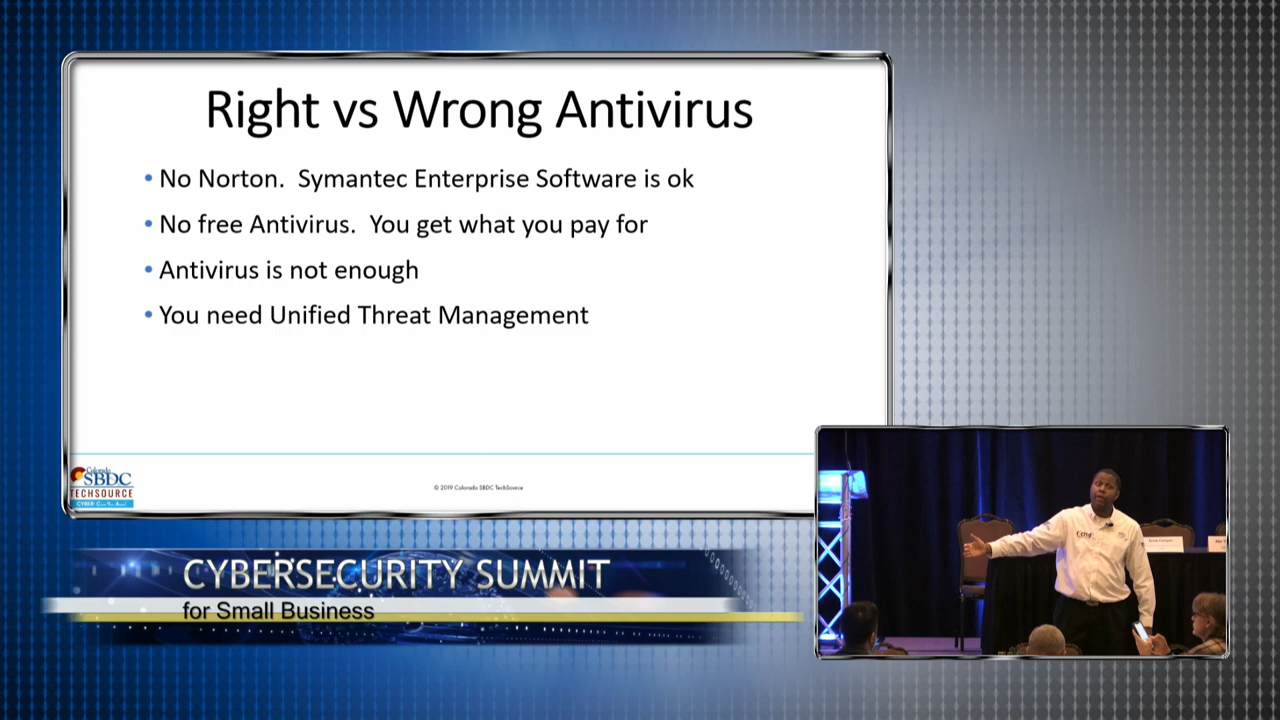 Right vs Wrong Antivirus
• No Norton.  Symantec Enterprise Software is ok
• No free Antivirus.  You get what you pay for
• Antivirus is not enough
• You need Unified Threat Management
Colorado
SBDC
TECHSOURCE
© 2019 Colorado SBDC TechSource
CYBERSECURITY SUMMIT
for Small Business